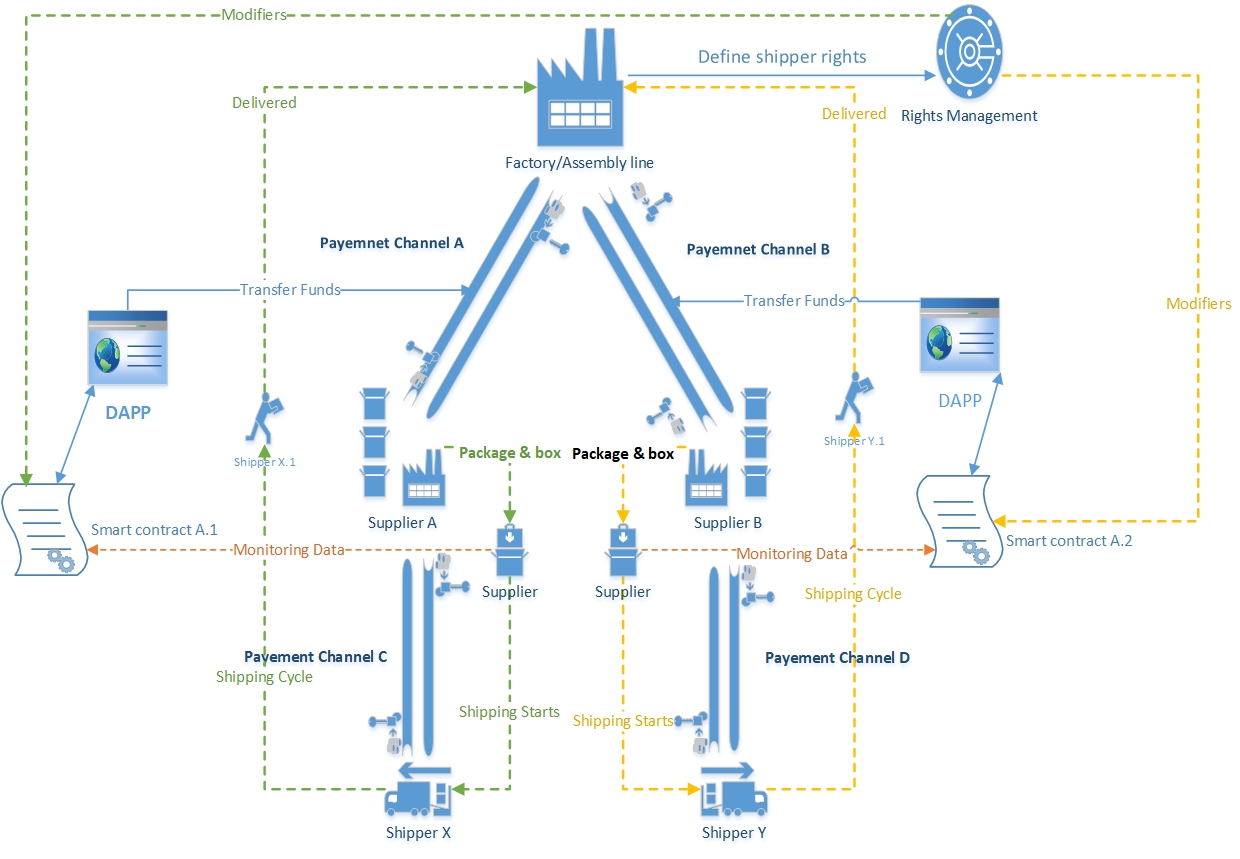 Modifiers
Define shipper rights
Delivered
Delivered
Rights Management
Factory/Assembly line
Payemnet Channel A
Payemnet Channel B
Transfer Funds
Transfer Funds
Modifiers
DAPP
DAPP
Shipper X.1
Shipper Y.1
Package & box
Package & box
Supplier A
Supplier B
Smart contract A.1
Smart contract A.2
Monitoring Data
Monitoring Data
Supplier
Supplier
Shipping Cycle
Payement Channel C
Payement Channel D
Shipping Cycle
Shipping Starts
Shipping Starts
Shipper X
Shipper Y